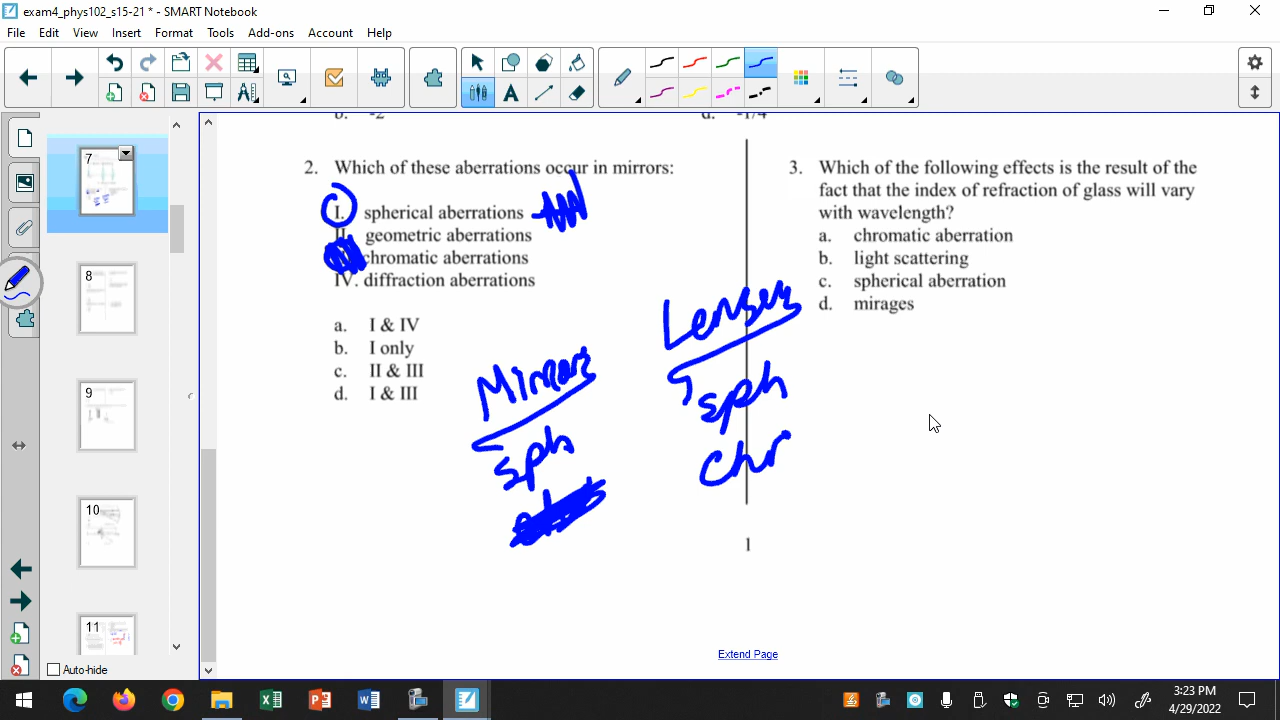 exam4_phys102_s15-21 * - SMART Notebook
File Edit View Insert Format Tools Add-ons Account Help
b. -2
d. -1/4
2. Which of these aberrations occur in mirrors:
I. spherical aberrations
II. geometric aberrations
chromatic aberrations
IV. diffraction aberrations
a. I & IV
b. I only
c. II & III
d. I & III
Mirrors
Sph
Lenses
Sph
Chr
3. Which of the following effects is the result of the
fact that the index of refraction of glass will vary
with wavelength?
a. chromatic aberration
b. light scattering
c. spherical aberration
d. mirages
1
Extend Page
7
8
9
10
11
Auto-hide
3:23 PM
4/29/2022